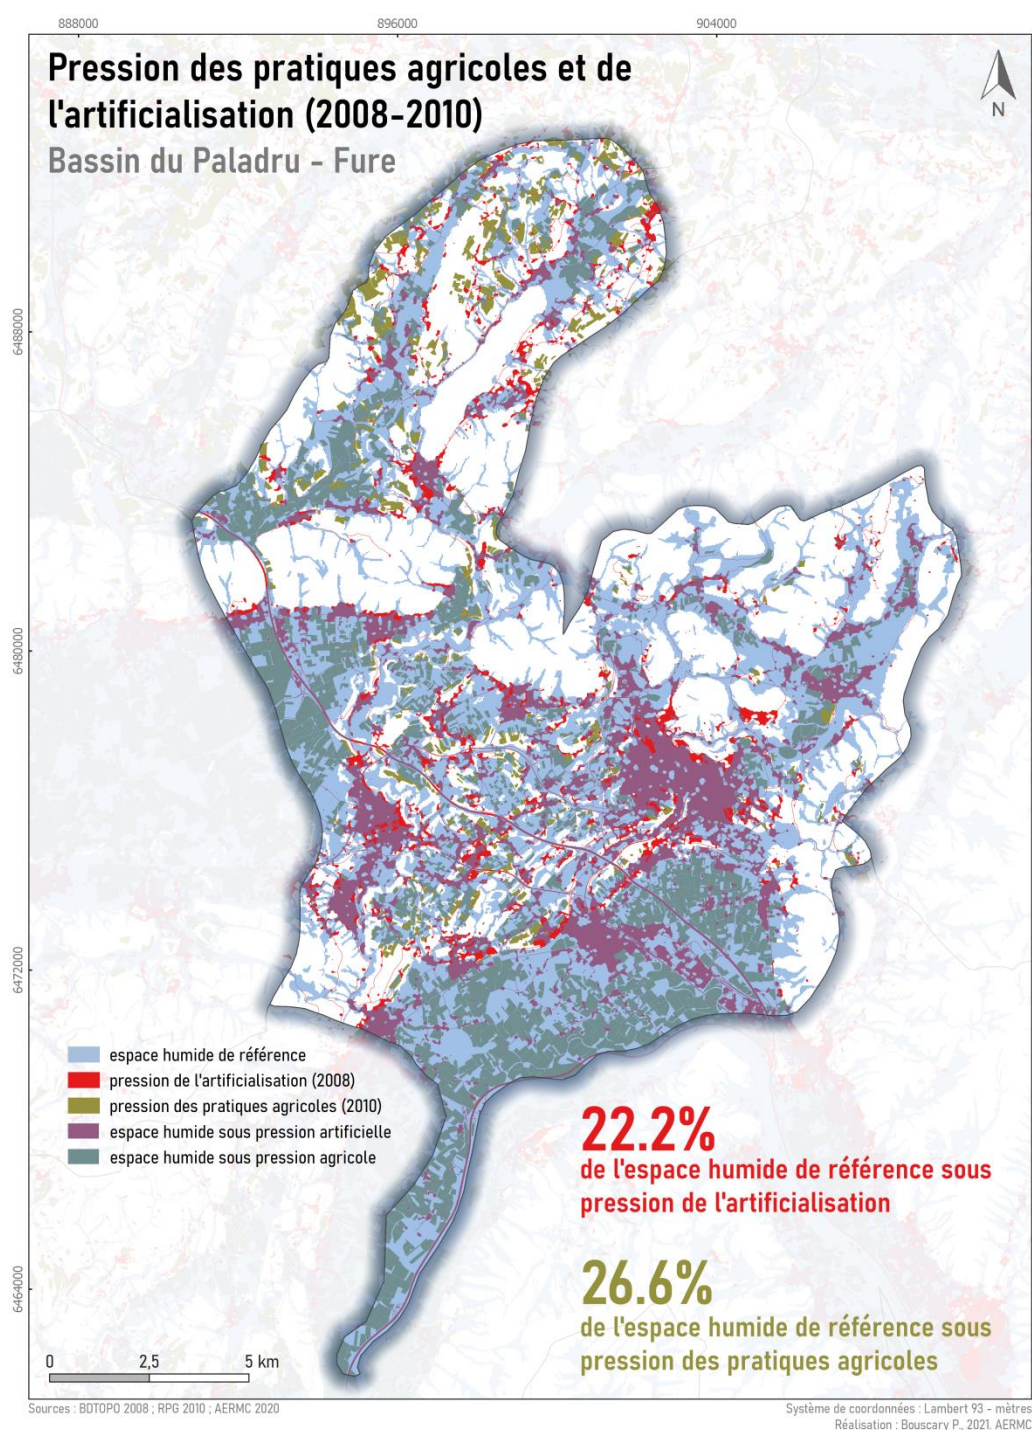 888000
896000
904000
Pression des pratiques agricoles et de
l'artificialisation (2008-2010)
Bassin du Paladru - Fure
N
6488000
6480000
6472000
6464000
espace humide de référence
pression de l'artificialisation (2008)
pression des pratiques agricoles (2010)
espace humide sous pression artificielle
espace humide sous pression agricole
22.2%
de l'espace humide de référence sous
pression de l'artificialisation
26.6%
de l'espace humide de référence sous
pression des pratiques agricoles
0 2,5 5 km
Sources : BDTOPO 2008 ; RPG 2010 ; AERMC 2020
Système de coordonnées : Lambert 93 - mètres
Réalisation : Bouscary P., 2021. AERMC